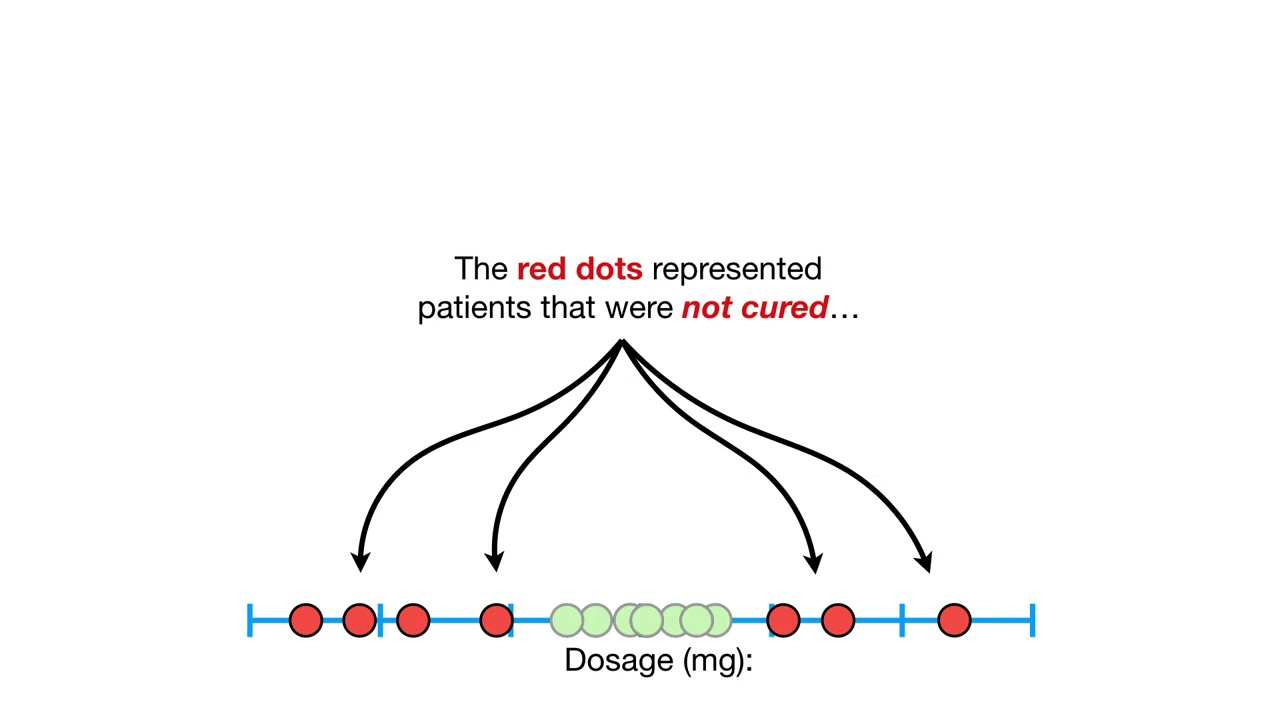 The red dots represented
patients that were not cured…
Dosage (mg):